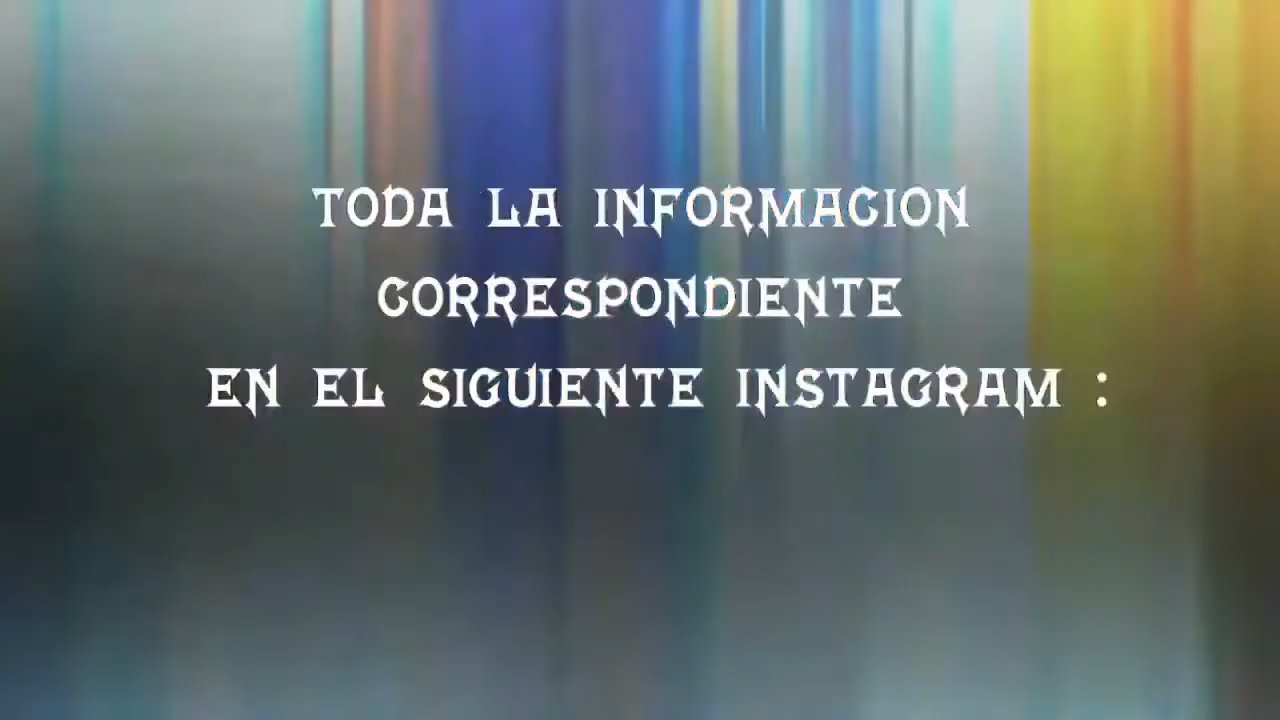 TODA LA INFORMACION
CORRESPONDIENTE
EN EL SIGUIENTE INSTAGRAM :